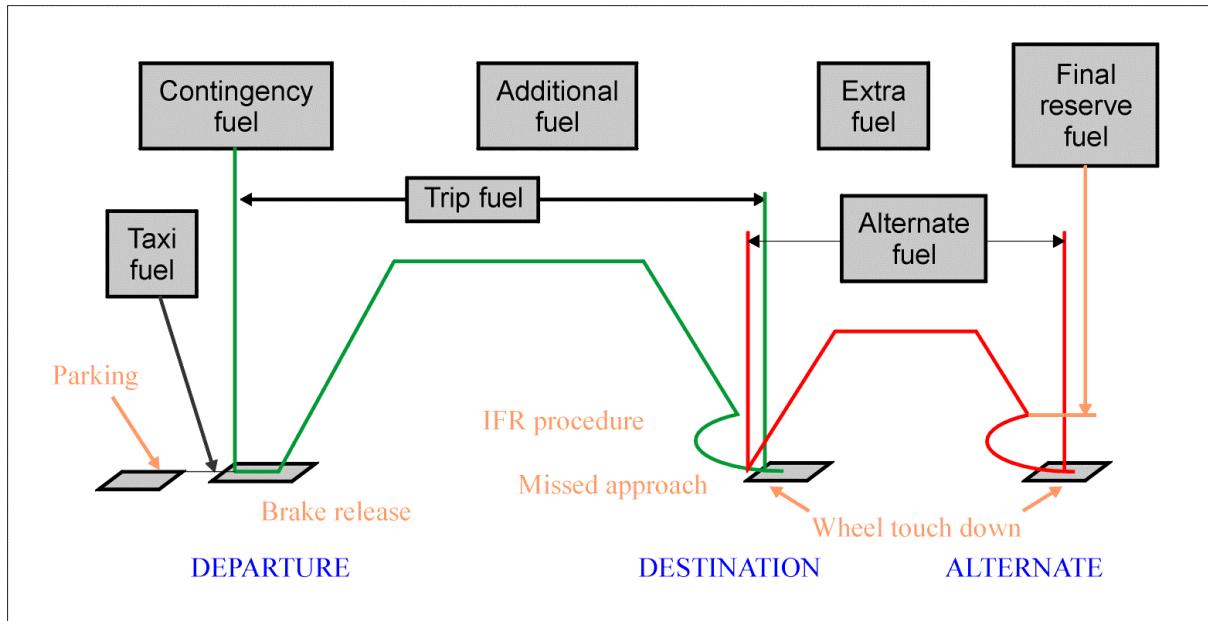 Contingency
fuel
Additional
fuel
Extra
fuel
Final
reserve
fuel
Trip fuel
Taxi
fuel
Alternate
fuel
Parking
IFR procedure
Missed approach
Brake release
Wheel touch down
DEPARTURE
DESTINATION
ALTERNATE